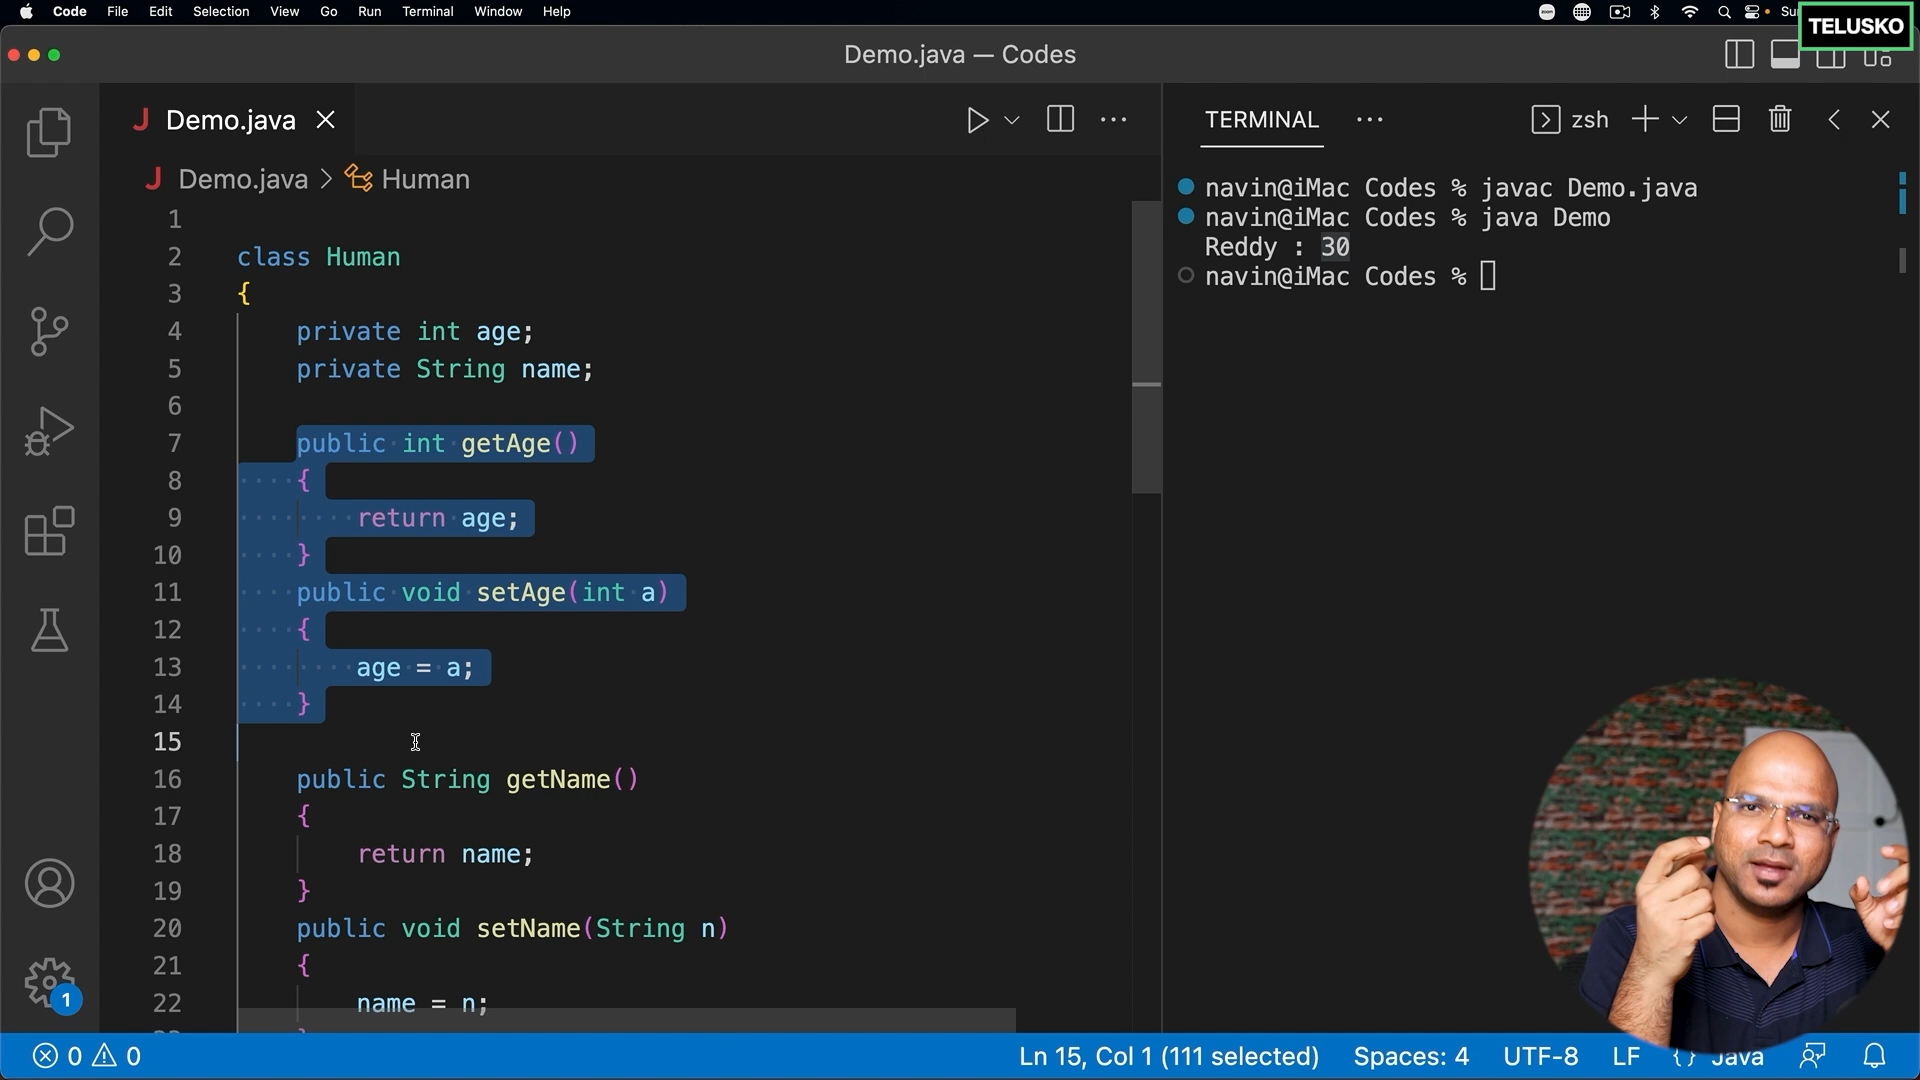 Code File Edit Selection View Go Run Terminal Window Help
TELUSKO
Demo.java — Codes
Demo.java
Demo.java > Human
1
2 class Human
3 {
4 private int age;
5 private String name;
6
7 public int getAge()
8 {
9 return age;
10 }
11 public void setAge(int a)
12 {
13 age = a;
14 }
15
16 public String getName()
17 {
18 return name;
19 }
20 public void setName(String n)
21 {
22 name = n;
TERMINAL
zsh
navin@iMac Codes % javac Demo.java
navin@iMac Codes % java Demo
Reddy : 30
navin@iMac Codes %
1
0 0
Ln 15, Col 1 (111 selected) Spaces: 4 UTF-8 LF {} Java